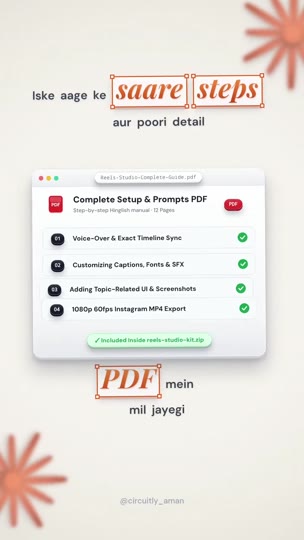 Iske aage ke saare steps
aur poori detail
Reels-Studio-Complete-Guide.pdf
PDF
Complete Setup & Prompts PDF
Step-by-step Hinglish manual · 12 Pages
PDF
01 Voice-Over & Exact Timeline Sync
02 Customizing Captions, Fonts & SFX
03 Adding Topic-Related UI & Screenshots
04 1080p 60fps Instagram MP4 Export
✓ Included Inside reels-studio-kit.zip
PDF mein
mil jayegi
@circuitly_aman